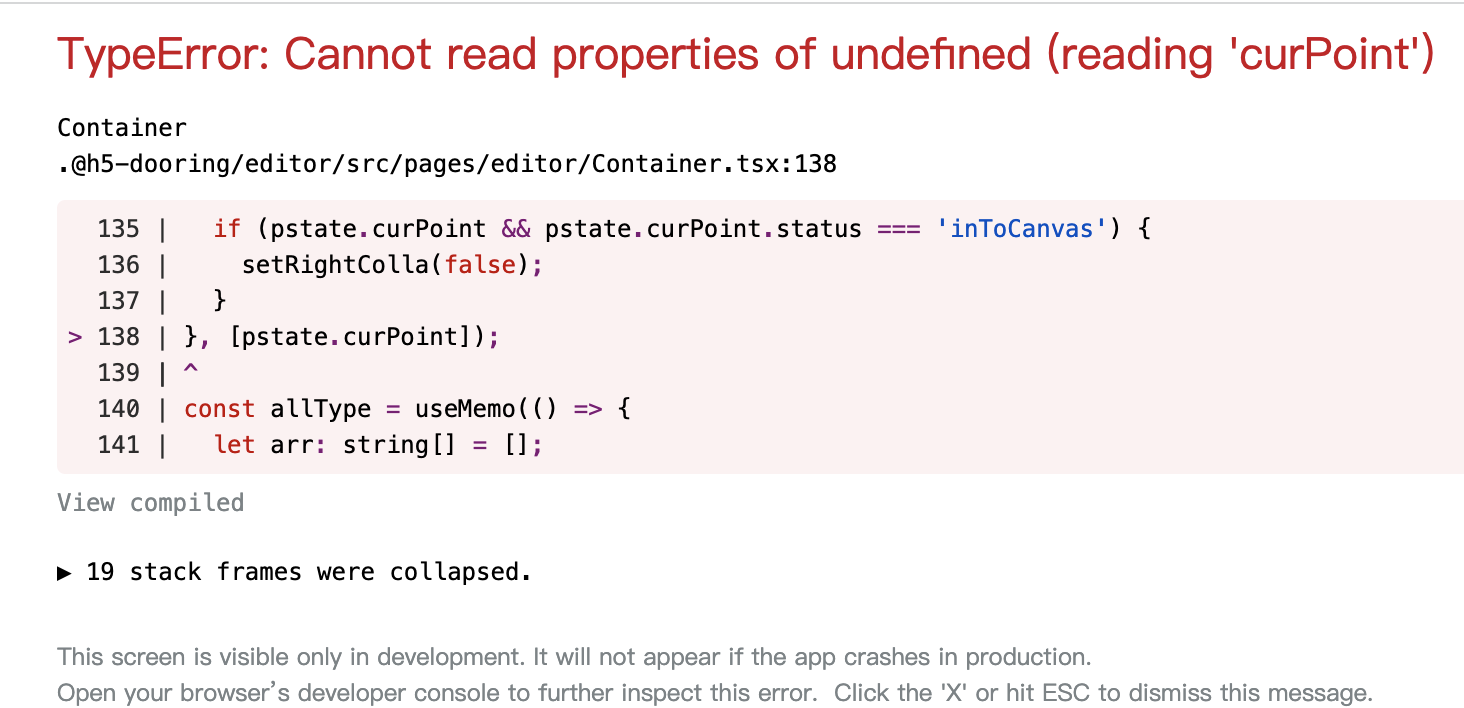 TypeError: Cannot read properties of undefined (reading 'curPoint')
Container
.@h5-dooring/editor/src/pages/editor/Container.tsx:138
  135 |   if (pstate.curPoint && pstate.curPoint.status === 'inToCanvas') {
  136 |     setRightColla(false);
  137 |   }
> 138 | }, [pstate.curPoint]);
  139 | ^
  140 | const allType = useMemo(() => {
  141 |   let arr: string[] = [];
View compiled
▶ 19 stack frames were collapsed.
This screen is visible only in development. It will not appear if the app crashes in production.
Open your browser’s developer console to further inspect this error.  Click the 'X' or hit ESC to dismiss this message.